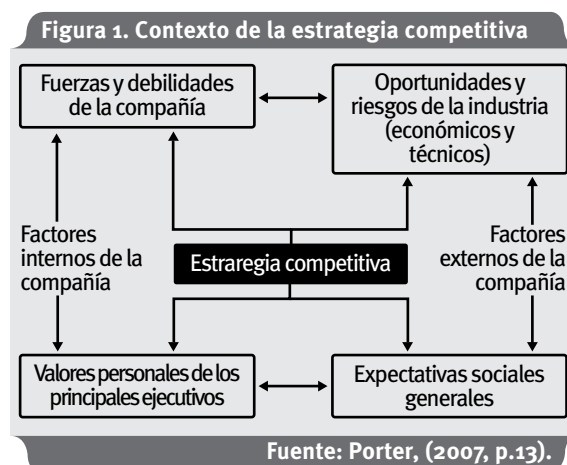 Figura 1. Contexto de la estrategia competitiva
Fuerzas y debilidades
de la compañía
Oportunidades y
riesgos de la industria
(económicos y
técnicos)
Factores
internos de la
compañía
Estraregia competitiva
Factores
externos de la
compañía
Valores personales de los
principales ejecutivos
Expectativas sociales
generales
Fuente: Porter, (2007, p.13).